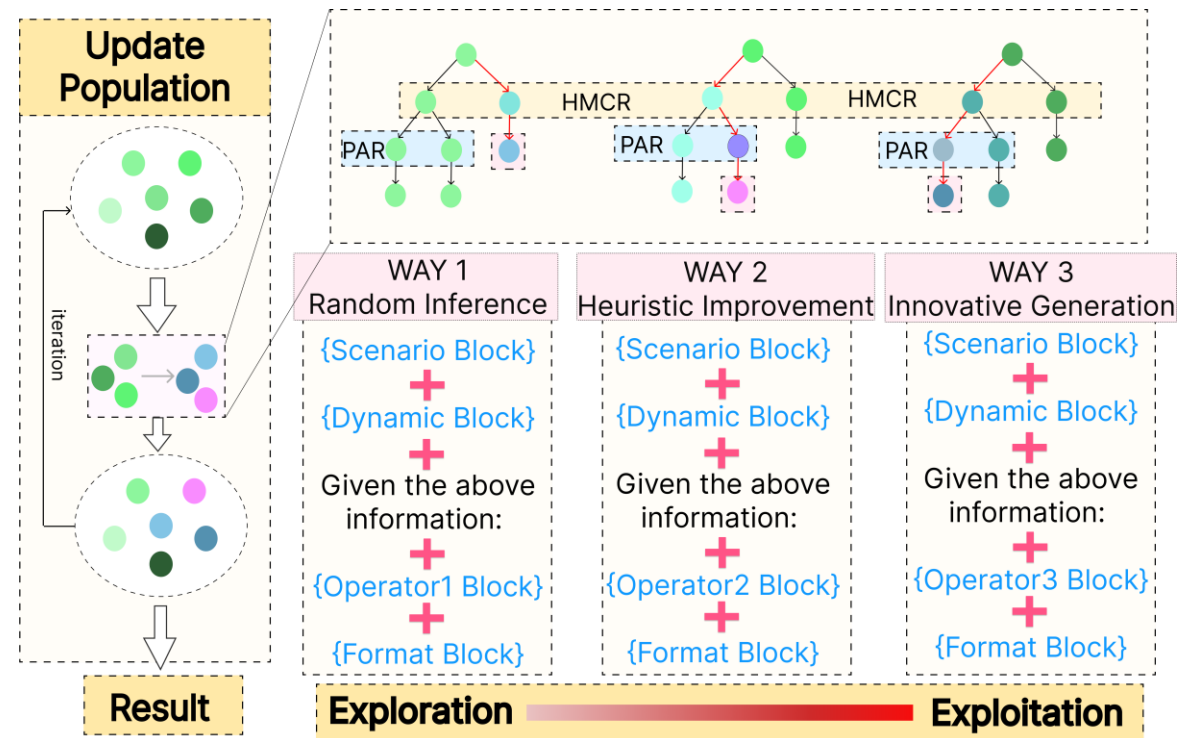 Update
Population
iteration
Result
HMCR
HMCR
PAR
PAR
PAR
WAY 1
Random Inference
{Scenario Block}
+
{Dynamic Block}
+
Given the above
information:
+
{Operator1 Block}
+
{Format Block}
WAY 2
Heuristic Improvement
{Scenario Block}
+
{Dynamic Block}
+
Given the above
information:
+
{Operator2 Block}
+
{Format Block}
WAY 3
Innovative Generation
{Scenario Block}
+
{Dynamic Block}
+
Given the above
information:
+
{Operator3 Block}
+
{Format Block}
Exploration
Exploitation